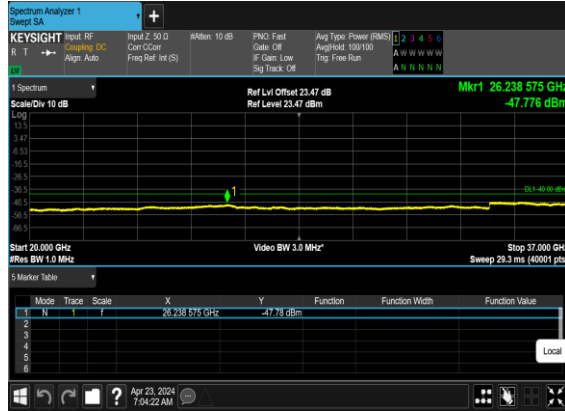 Spectrum Analyzer 1
Swept SA
KEYSIGHT Input: RF Input Z: 50 Ω #Atten: 10 dB PNO: Fast Avg Type: Power (RMS) 1 2 3 4 5 6
R T Coupling: DC Corr CCorr Gate: Off Avg|Hold: 100/100 A W W W W W
Align: Auto Freq Ref: Int (S) IF Gain: Low Trig: Free Run
LV Sig Track: Off A N N N N N
1 Spectrum Ref Lvl Offset 23.47 dB Mkr1 26.238 575 GHz
Scale/Div 10 dB Ref Level 23.47 dBm -47.776 dBm
Log
13.5
3.47
-6.53
-16.5
-26.5
-36.5 1 DL1 -40.00 dBm
-46.5
-56.5
-66.5
Start 20.000 GHz Video BW 3.0 MHz* Stop 37.000 GHz
#Res BW 1.0 MHz Sweep 29.3 ms (40001 pts)
5 Marker Table
Mode Trace Scale X Y Function Function Width Function Value
1 N 1 f 26.238 575 GHz -47.78 dBm
2
3
4
5
6
Local
? Apr 23, 2024
7:04:22 AM